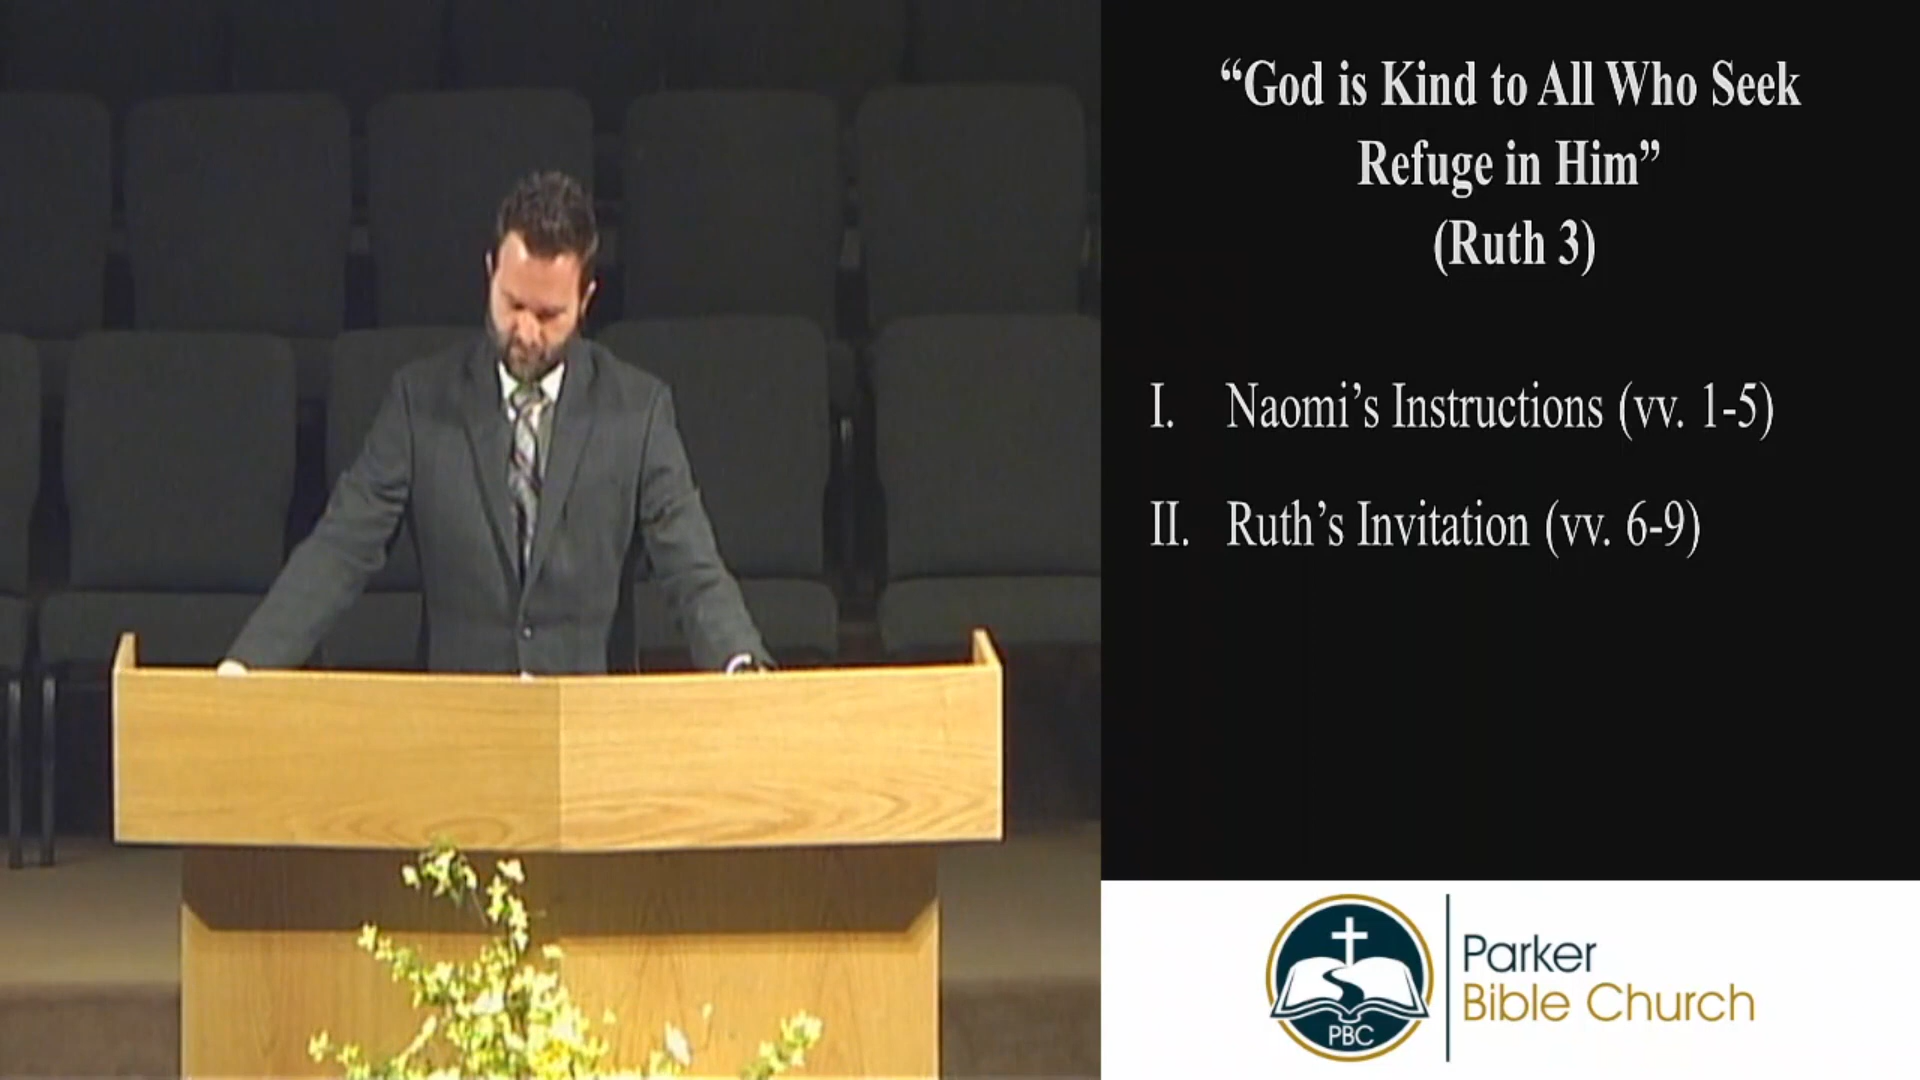 “God is Kind to All Who Seek
Refuge in Him”
(Ruth 3)
I. Naomi’s Instructions (vv. 1-5)
II. Ruth’s Invitation (vv. 6-9)
PBC
Parker
Bible Church